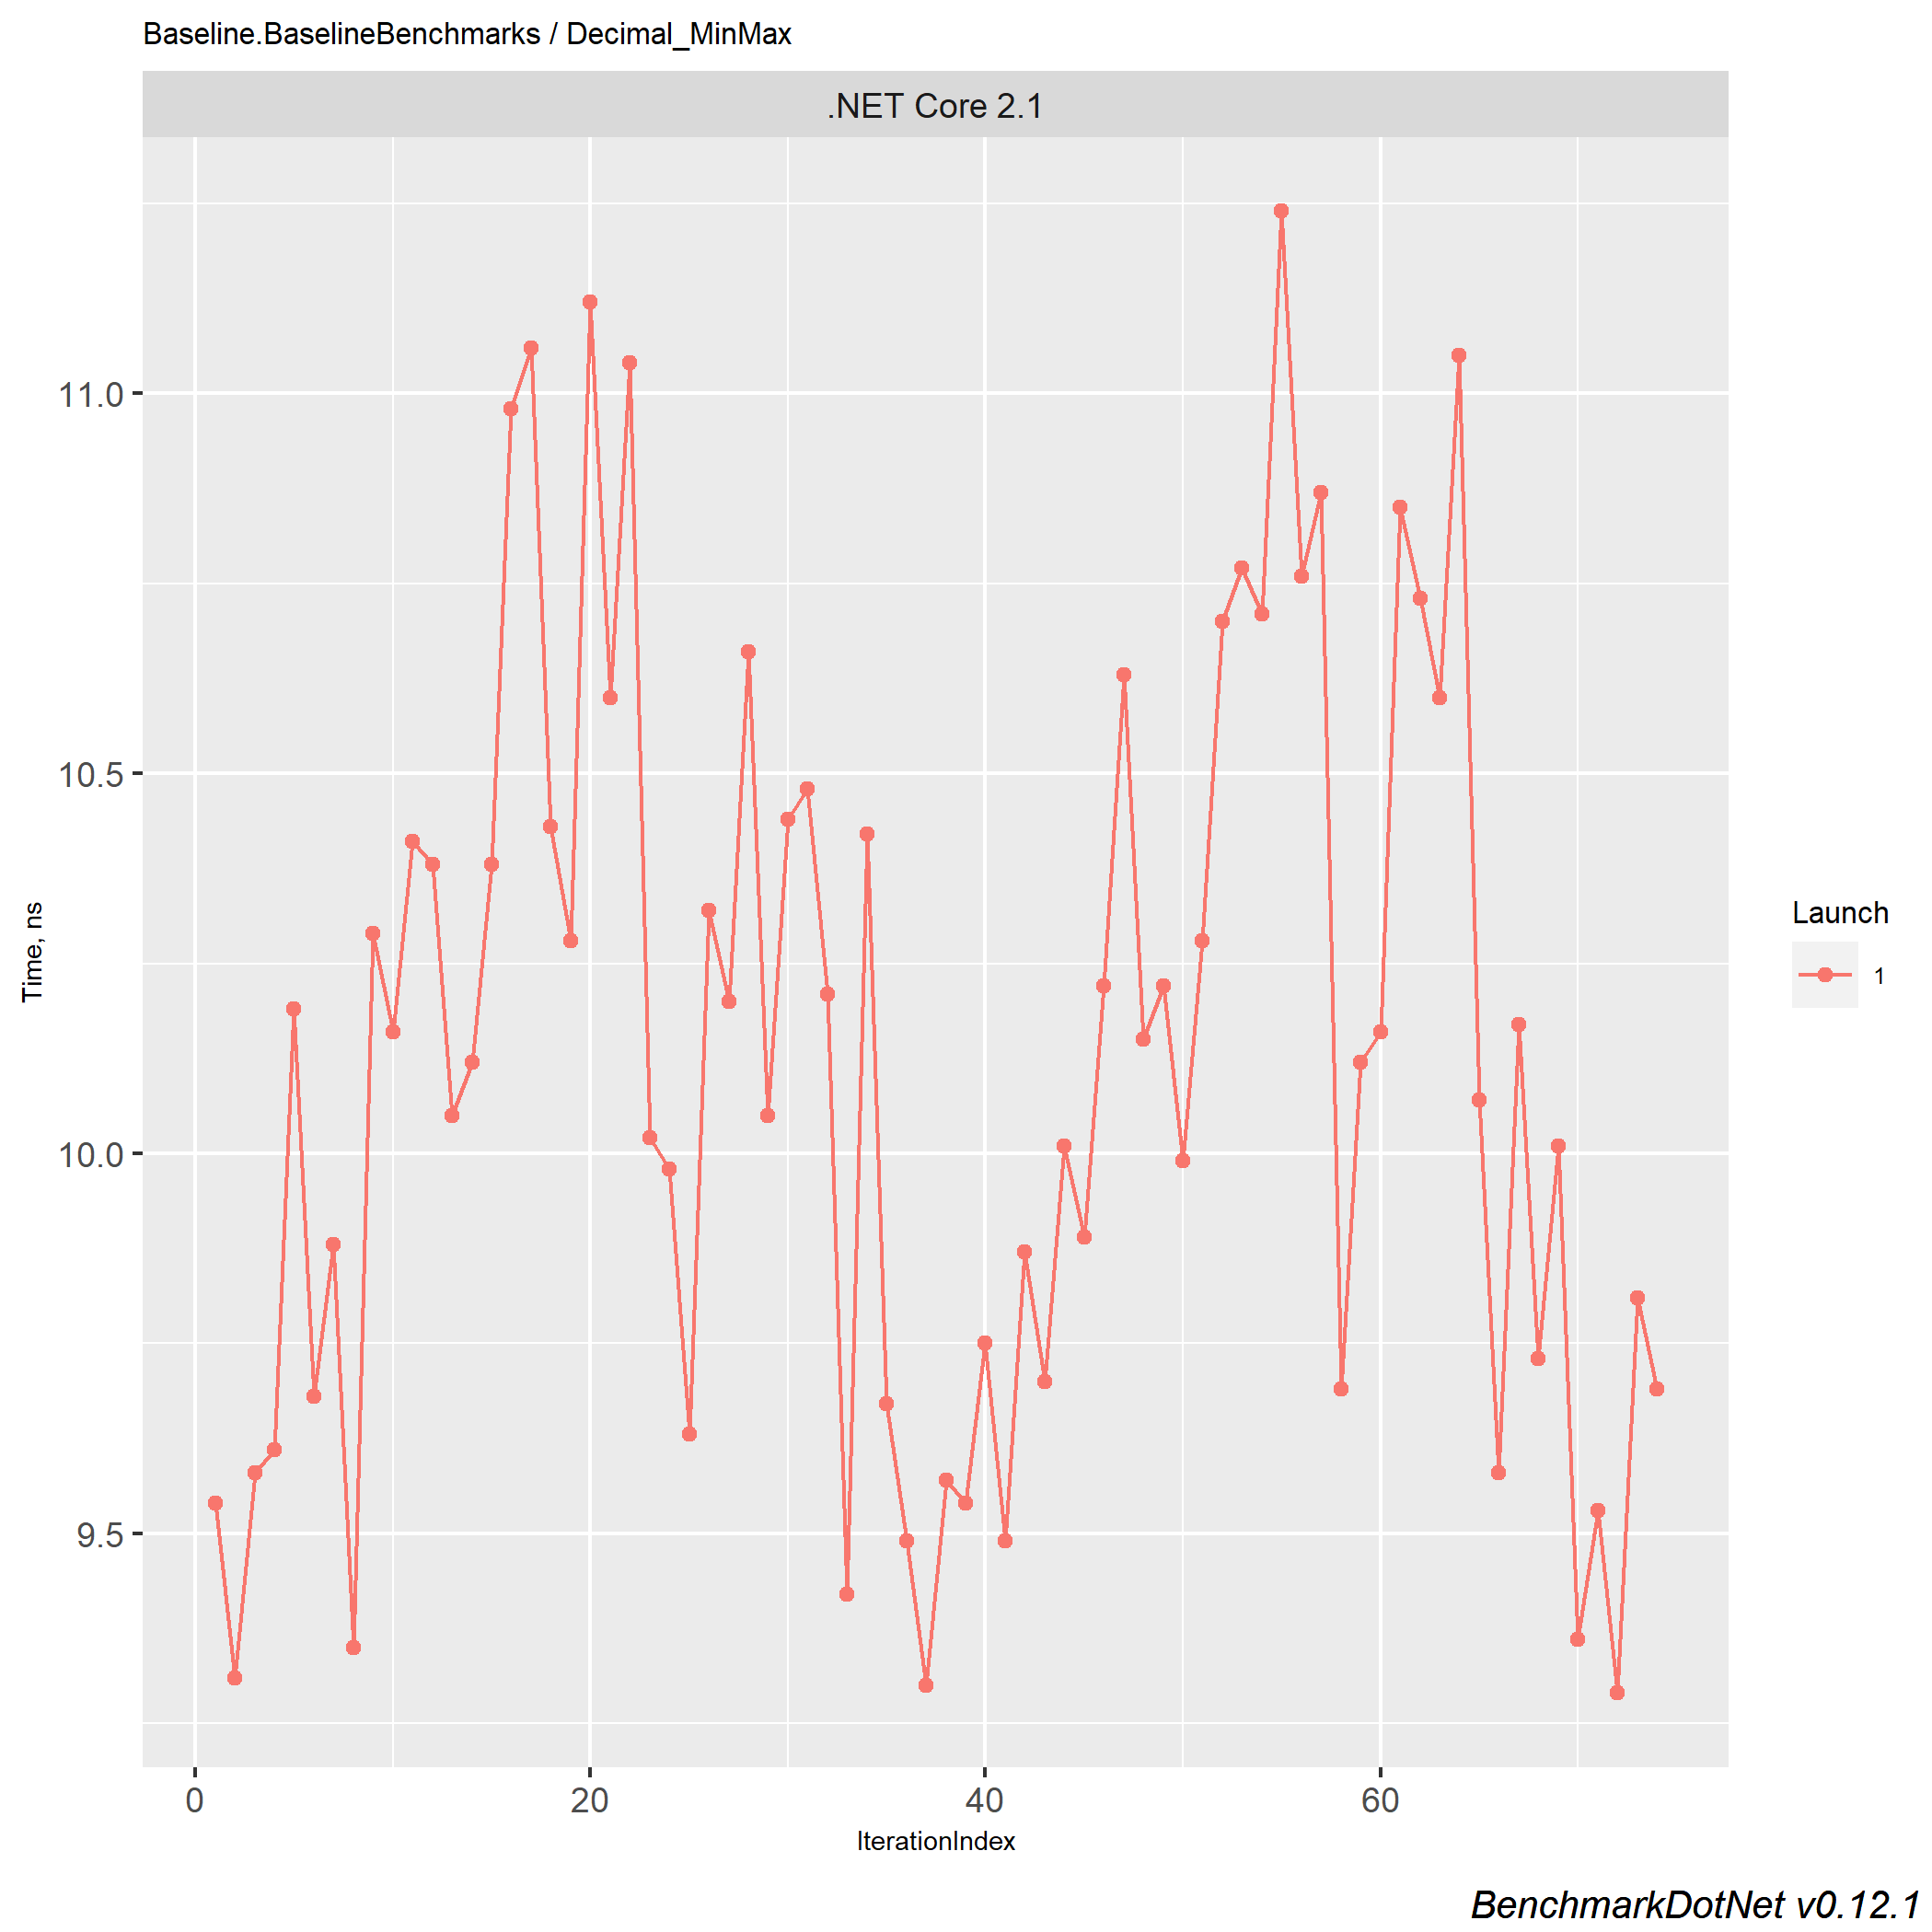 Baseline.BaselineBenchmarks / Decimal_MinMax
.NET Core 2.1
11.0
10.5
10.0
9.5
Time, ns
0 20 40 60
IterationIndex
Launch
1
BenchmarkDotNet v0.12.1